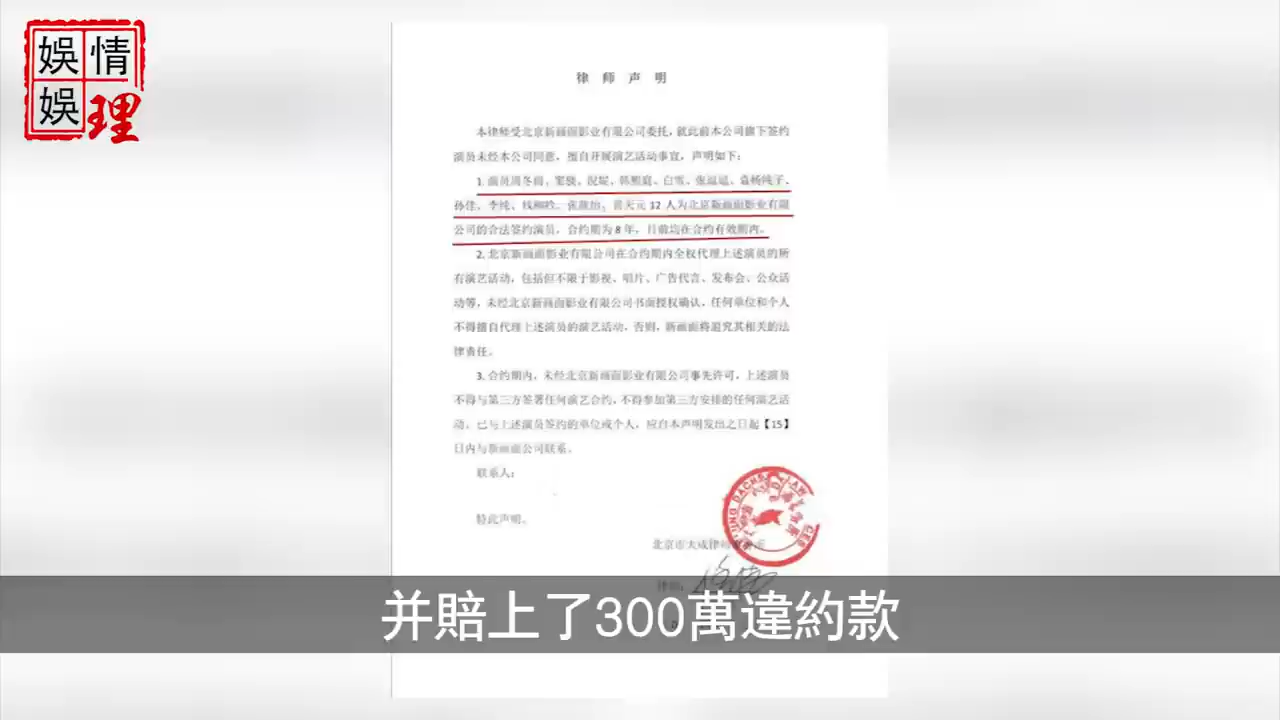 娛情
娛理
律师声明
本律师受北京新画面影业有限公司委托，就此前本公司旗下签约
演员未经本公司同意，擅自开展演艺活动事宜，声明如下：
1. 演员周冬雨、窦骁、倪妮、韩熙庭、白雪、张逗逗、袁杨纯子、
孙佳、李纯、 12 人为北京新画面影业有限
公司的合法签约演员，合约期为 8 年，目前均在合约有效期内。
2. 北京新画面影业有限公司在合约期内全权代理上述演员的所
有演艺活动，包括但不限于影视、唱片、广告代言、发布会、公众活
动等，未经北京新画面影业有限公司书面授权确认，任何单位和个人
不得擅自代理上述演员的演艺活动，否则，新画面将追究其相关的法
律责任。
3. 合约期内，未经北京新画面影业有限公司事先许可，上述演员
不得与第三方签署任何演艺合约，不得参加第三方安排的任何演艺活
动。已与上述演员签约的单位或个人，应自本声明发出之日起【15】
日内与新画面公司联系。
联系人：
特此声明。
北京市大成律师
律师：
并賠上了300萬違約款